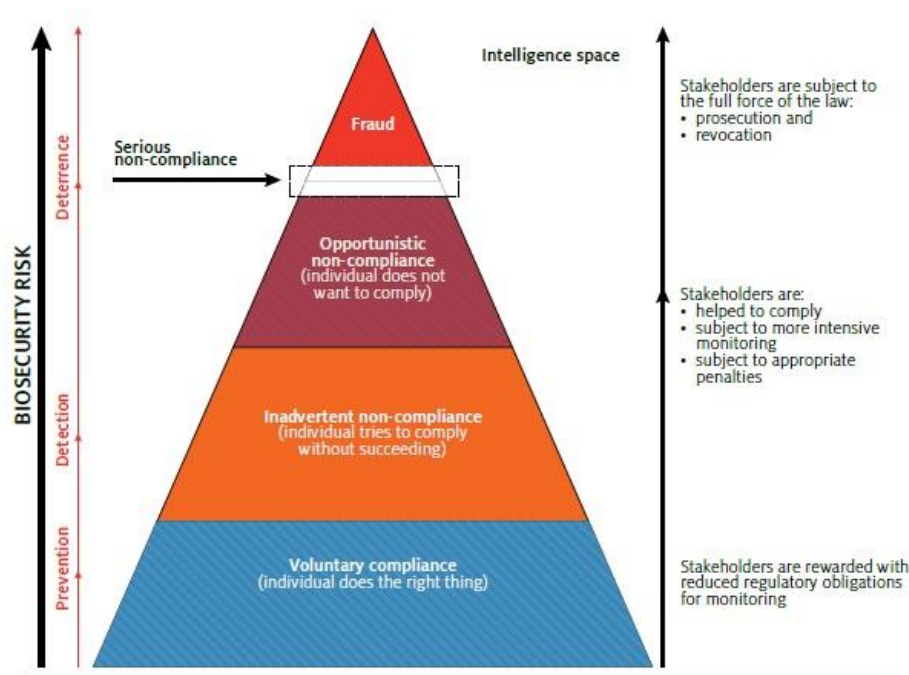 Intelligence space
Stakeholders are subject to
the full force of the law:
• prosecution and
• revocation
Fraud
Serious
non-compliance
Deterrence
Opportunistic
non-compliance
(individual does not
want to comply)
BIOSECURITY RISK
Stakeholders are:
• helped to comply
• subject to more intensive
monitoring
• subject to appropriate
penalties
Detection
Inadvertent non-compliance
(individual tries to comply
without succeeding)
Prevention
Voluntary compliance
(individual does the right thing)
Stakeholders are rewarded with
reduced regulatory obligations
for monitoring